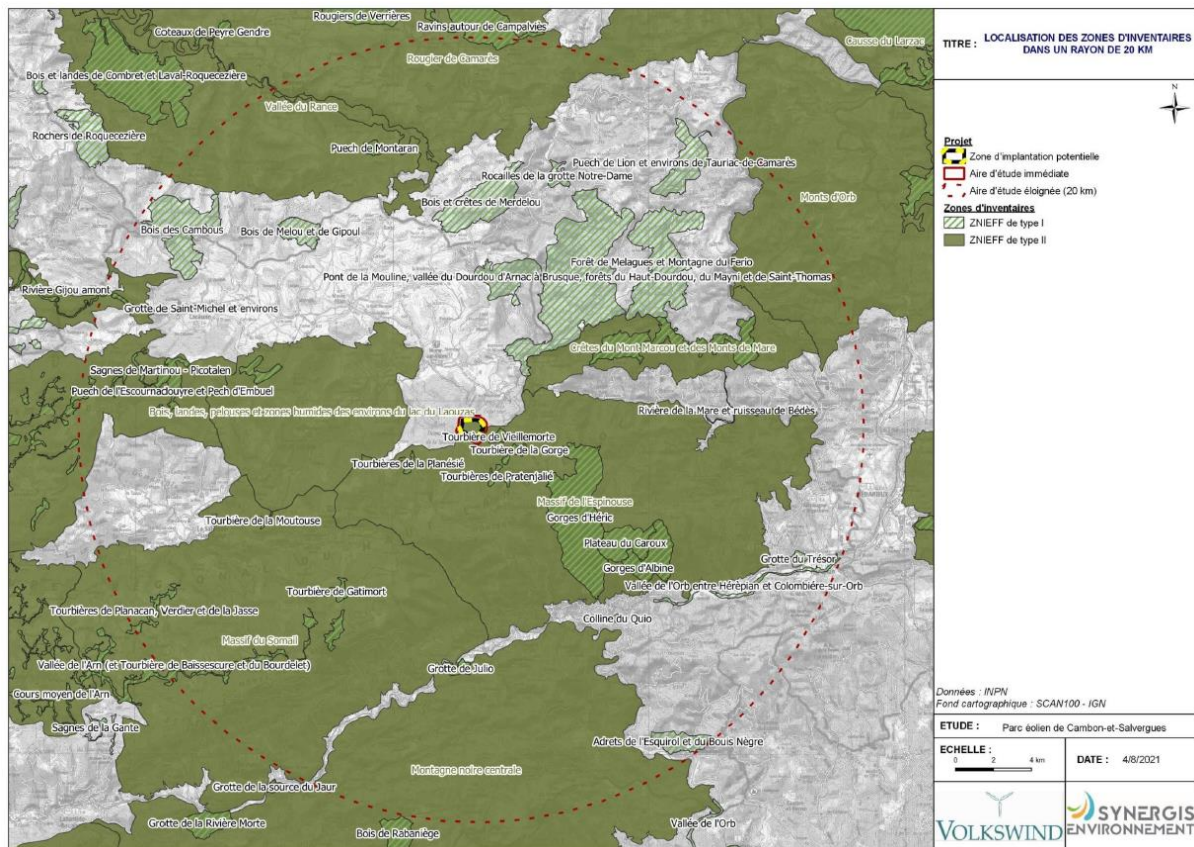 Rougiers de Verrières
Ravins autour de Campalviès
Coteaux de Peyre Gendre
Causse du Larzac
Rougier de Camarès
Bois et landes de Combret et Laval-Roquecezière
Vallée du Rance
Rochers de Roquecezière
Puech de Montaran
Puech de Lion et environs de Tauriac-de-Camarès
Rocailles de la grotte Notre-Dame
Bois et crêtes de Merdelou
Monts d'Orb
Bois des Cambous
Bois de Melou et de Gipoul
Forêt de Melagues et Montagne du Ferio
Pont de la Mouline, vallée du Dourdou d'Arnac à Brusque, forêts du Haut-Dourdou, du Mayni et de Saint-Thomas
Rivière Gijou amont
Grotte de Saint-Michel et environs
Crêtes du Mont Marcou et des Monts de Mare
Sagnes de Martinou - Picotalen
Puech de l'Escournadouyre et Pech d'Embuel
Bois, landes, pelouses et zones humides des environs du lac du Laouzas
Rivière de la Mare et ruisseau de Bédès
Tourbière de Vieillemorte
Tourbière de la Gorge
Tourbières de la Planésié
Tourbières de Pratenjalié
Massif de l'Espinouse
Gorges d'Héric
Tourbière de la Moutouse
Plateau du Caroux
Grotte du Trésor
Gorges d'Albine
Vallée de l'Orb entre Hérépian et Colombière-sur-Orb
Tourbière de Gatimort
Tourbières de Planacan, Verdier et de la Jasse
Colline du Quio
Massif du Somail
Vallée de l'Arn (et Tourbière de Baissescure et du Bourdelet)
Grotte de Julio
Cours moyen de l'Arn
Sagnes de la Gante
Adrets de l'Esquirol et du Bouis Nègre
Montagne noire centrale
Grotte de la source du Jaur
Grotte de la Rivière Morte
Bois de Rabaniège
Vallée de l'Orb
TITRE : LOCALISATION DES ZONES D'INVENTAIRES
DANS UN RAYON DE 20 KM
N
Projet
Zone d'implantation potentielle
Aire d'étude immédiate
Aire d'étude éloignée (20 km)
Zones d'inventaires
ZNIEFF de type I
ZNIEFF de type II
Données : INPN
Fond cartographique : SCAN100 - IGN
ETUDE : Parc éolien de Cambon-et-Salvergues
ECHELLE :
0 2 4 km
DATE : 4/8/2021
VOLKSWIND
SYNERGIS
ENVIRONNEMENT